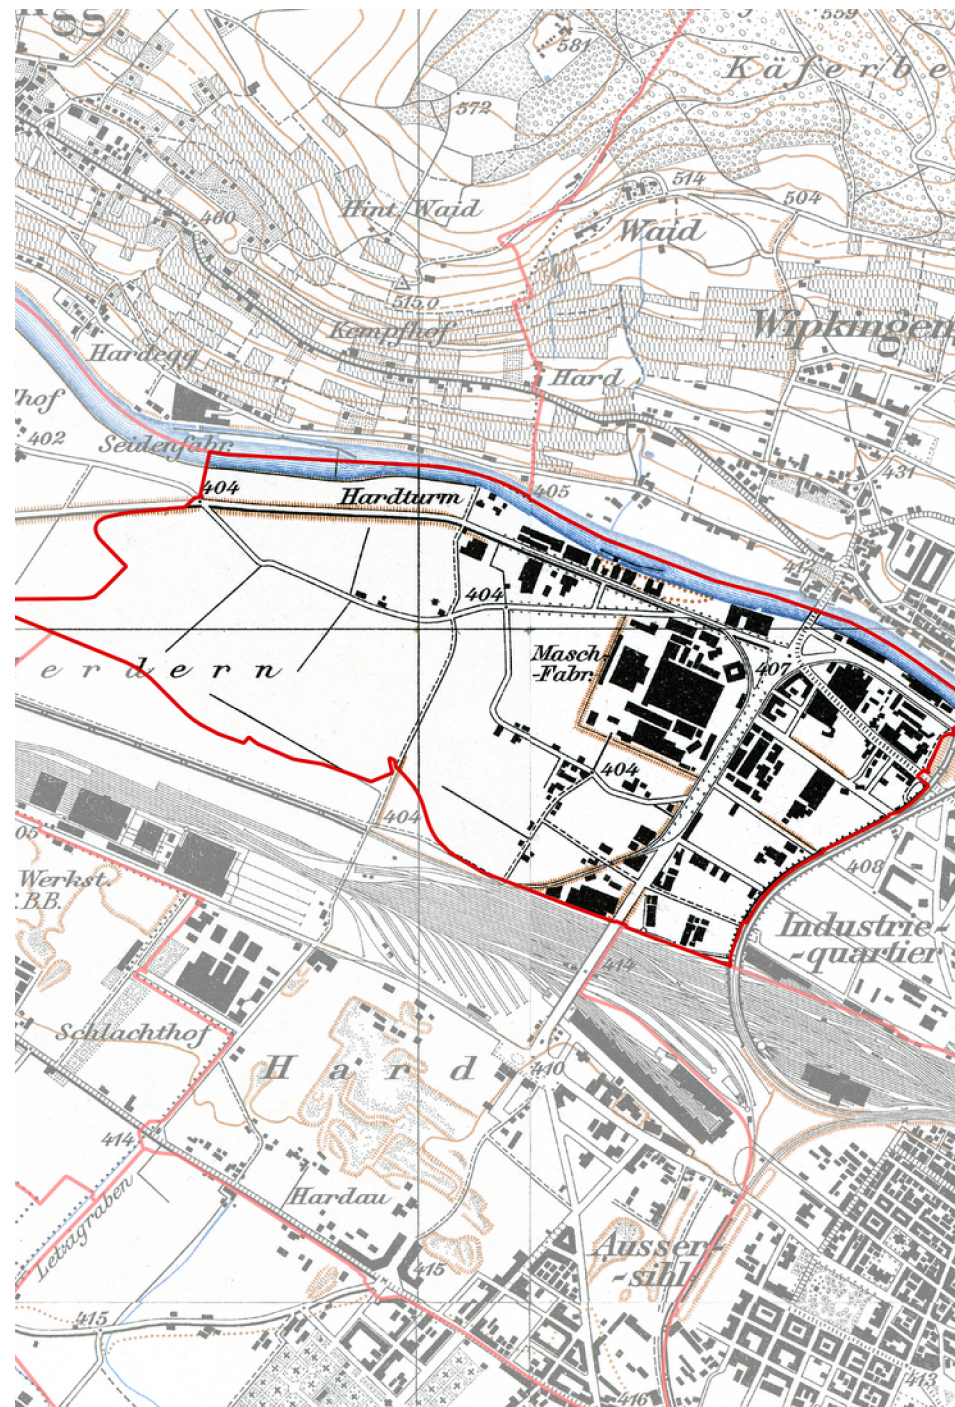 559
581
Käferbe
572
514
504
460
Hint. Waid
Waid
515.0
Kempfhof
Wipkingen
Hardegg
Hard
hof
402
Seidenfabr.
431
404
Hardturm
405
412
404
erdern
Masch-
-Fabr.
407
404
404
05
408
Werkst.
B.B.
Industrie-
-quartier
414
Schlachthof
Hard
410
414
Hardau
Letzigraben
Ausser-
-sihl
415
415
413
416